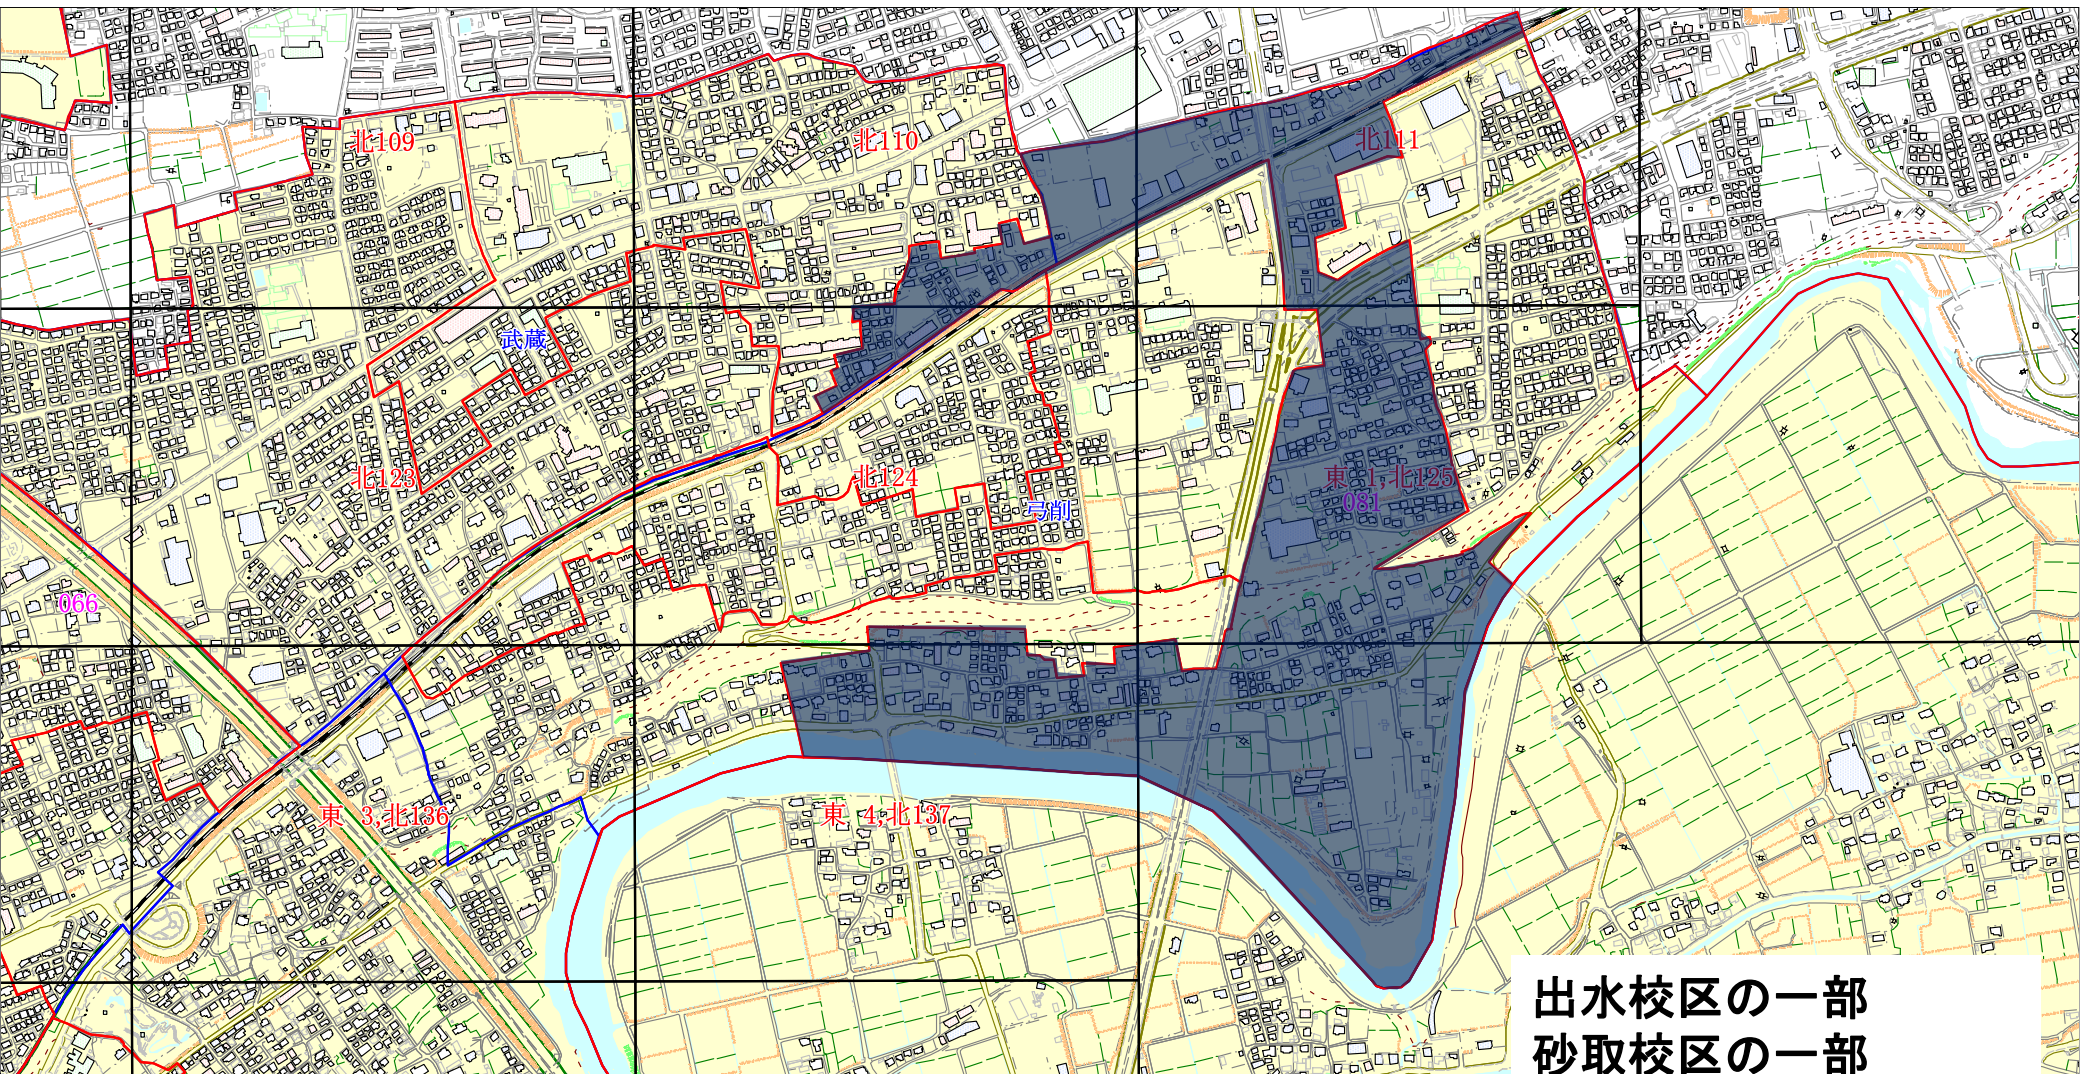 北109
北110
北111
武蔵
北123
北124
弓削
東 1,北125
081
066
東 3,北136
東 4,北137
出水校区の一部
砂取校区の一部